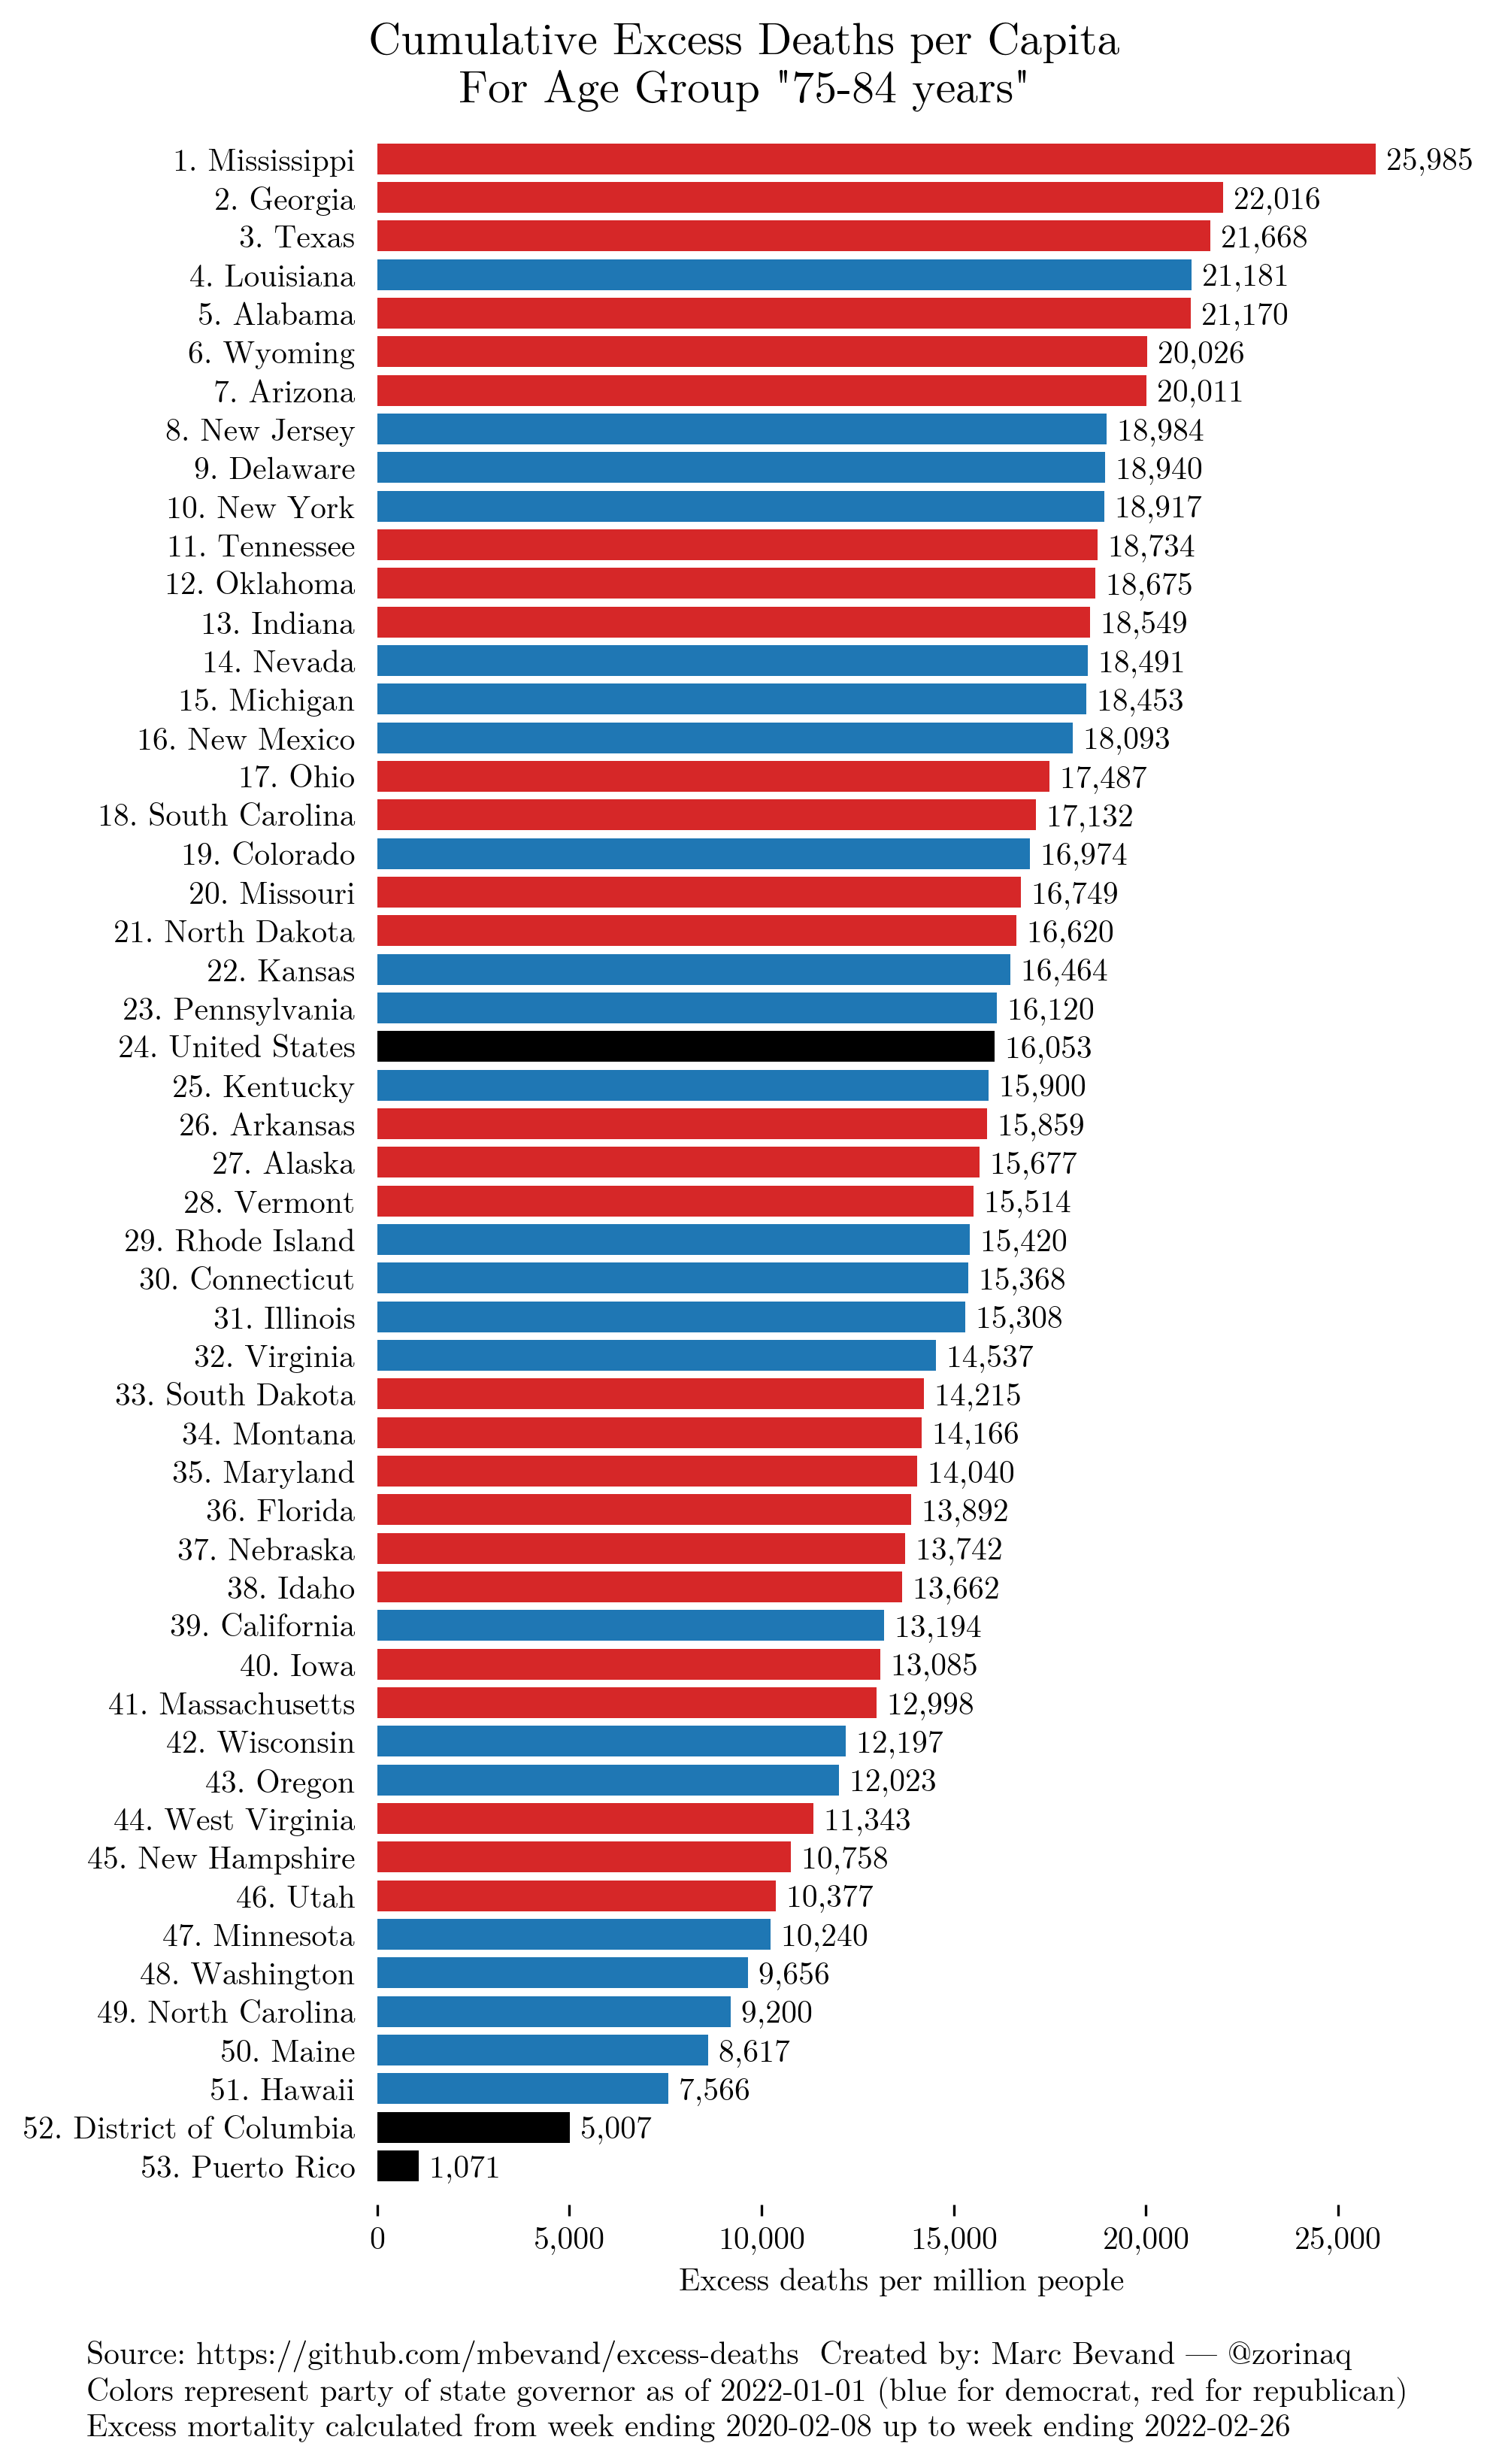 Cumulative Excess Deaths per Capita
For Age Group "75-84 years"
1. Mississippi 25,985
2. Georgia 22,016
3. Texas 21,668
4. Louisiana 21,181
5. Alabama 21,170
6. Wyoming 20,026
7. Arizona 20,011
8. New Jersey 18,984
9. Delaware 18,940
10. New York 18,917
11. Tennessee 18,734
12. Oklahoma 18,675
13. Indiana 18,549
14. Nevada 18,491
15. Michigan 18,453
16. New Mexico 18,093
17. Ohio 17,487
18. South Carolina 17,132
19. Colorado 16,974
20. Missouri 16,749
21. North Dakota 16,620
22. Kansas 16,464
23. Pennsylvania 16,120
24. United States 16,053
25. Kentucky 15,900
26. Arkansas 15,859
27. Alaska 15,677
28. Vermont 15,514
29. Rhode Island 15,420
30. Connecticut 15,368
31. Illinois 15,308
32. Virginia 14,537
33. South Dakota 14,215
34. Montana 14,166
35. Maryland 14,040
36. Florida 13,892
37. Nebraska 13,742
38. Idaho 13,662
39. California 13,194
40. Iowa 13,085
41. Massachusetts 12,998
42. Wisconsin 12,197
43. Oregon 12,023
44. West Virginia 11,343
45. New Hampshire 10,758
46. Utah 10,377
47. Minnesota 10,240
48. Washington 9,656
49. North Carolina 9,200
50. Maine 8,617
51. Hawaii 7,566
52. District of Columbia 5,007
53. Puerto Rico 1,071
0 5,000 10,000 15,000 20,000 25,000
Excess deaths per million people
Source: https://github.com/mbevand/excess-deaths Created by: Marc Bevand — @zorinaq
Colors represent party of state governor as of 2022-01-01 (blue for democrat, red for republican)
Excess mortality calculated from week ending 2020-02-08 up to week ending 2022-02-26